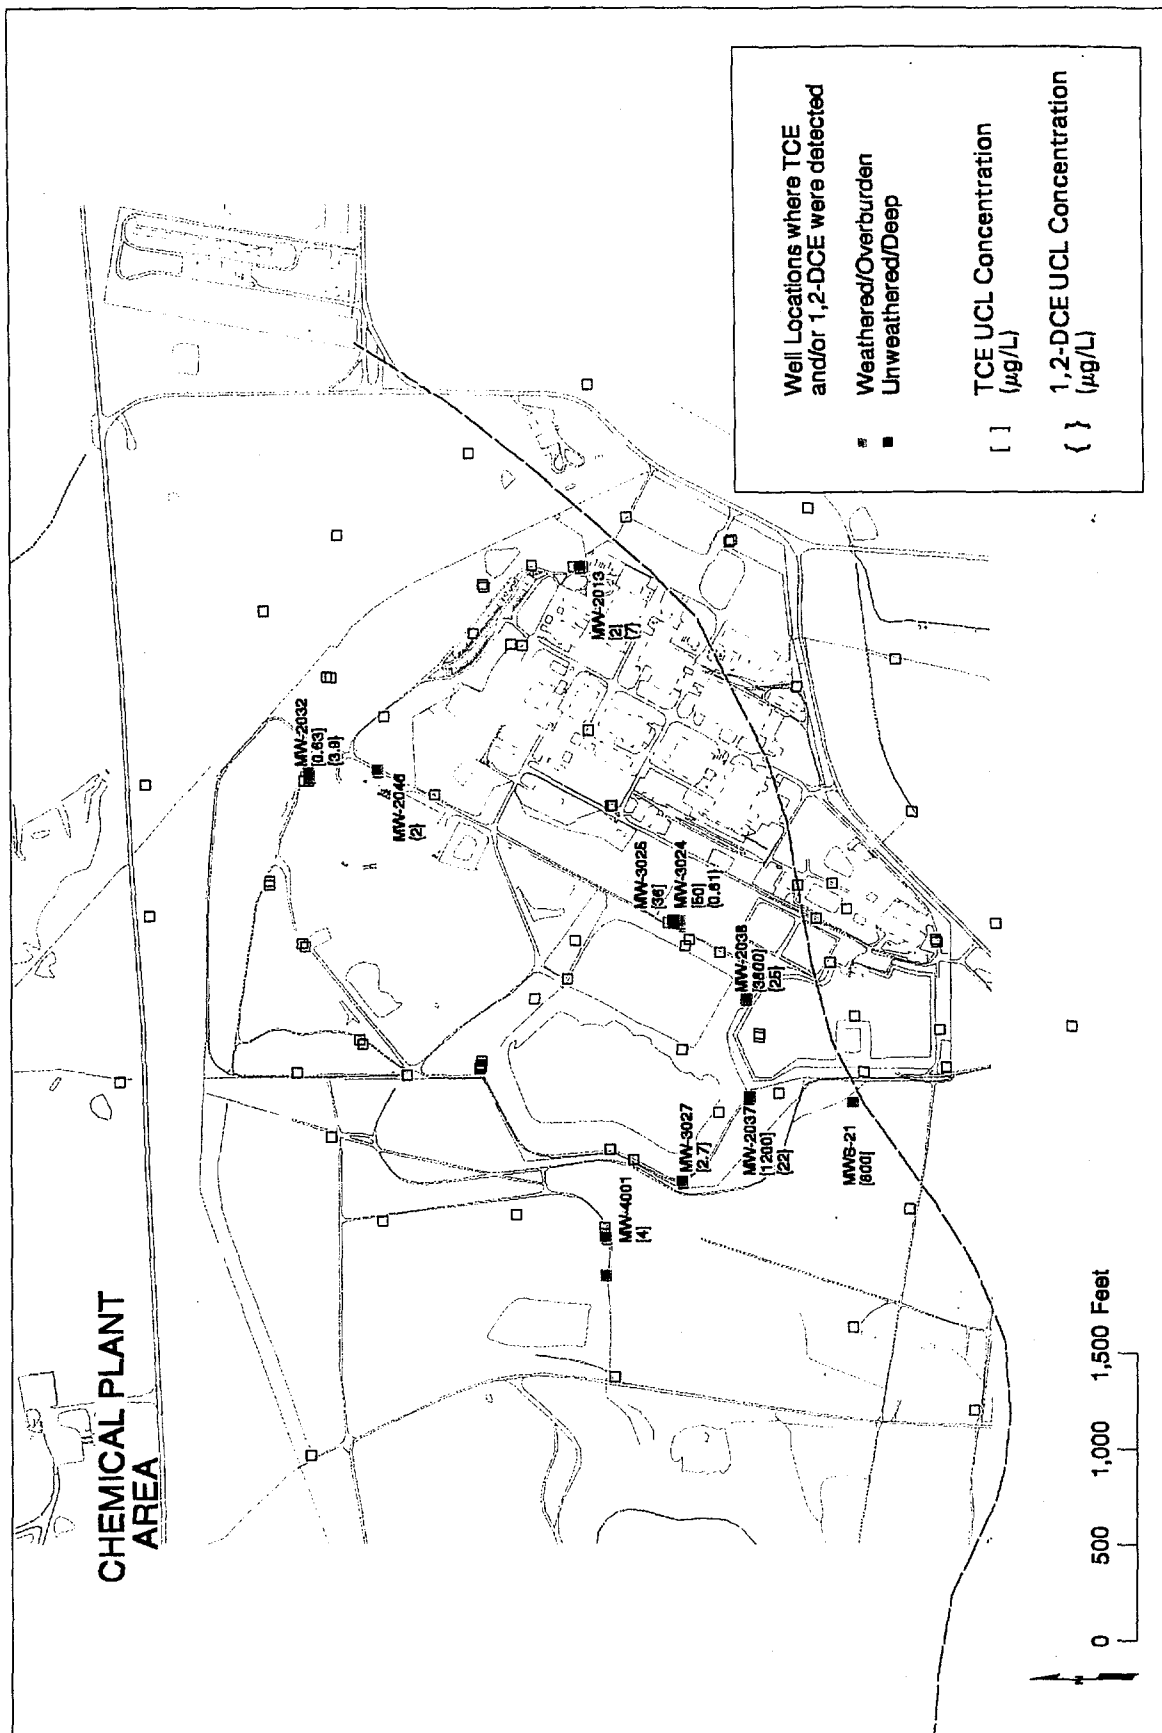 CHEMICAL PLANT
AREA
MW-2032
[0.63]
{3.9}
MW-2046
{2}
MW-2013
[2]
{7}
MW-3025
[36]
MW-3024
[50]
{0.61}
MW-2038
[3800]
{25}
MW-3027
[2.7]
MW-4001
[4]
MW-2037
[1200]
{22}
MWS-21
[800]
Well Locations where TCE
and/or 1,2-DCE were detected
Weathered/Overburden
Unweathered/Deep
[ ] TCE UCL Concentration
(µg/L)
{ } 1,2-DCE UCL Concentration
(µg/L)
0 500 1,000 1,500 Feet
N